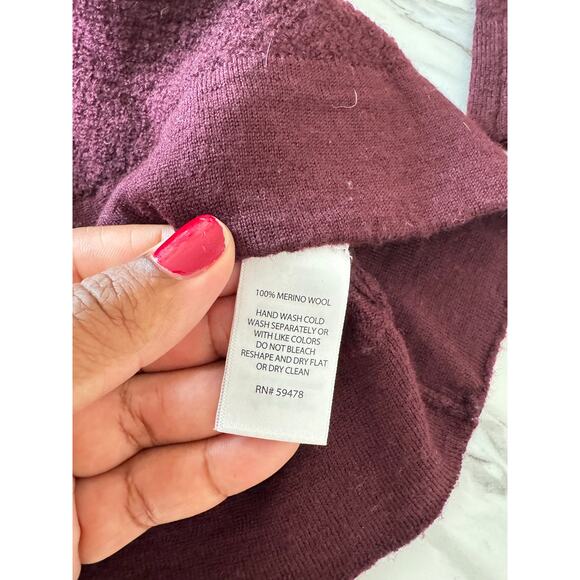 100% MERINO WOOL
HAND WASH COLD
WASH SEPARATELY OR
WITH LIKE COLORS
DO NOT BLEACH
RESHAPE AND DRY FLAT
OR DRY CLEAN
RN# 59478